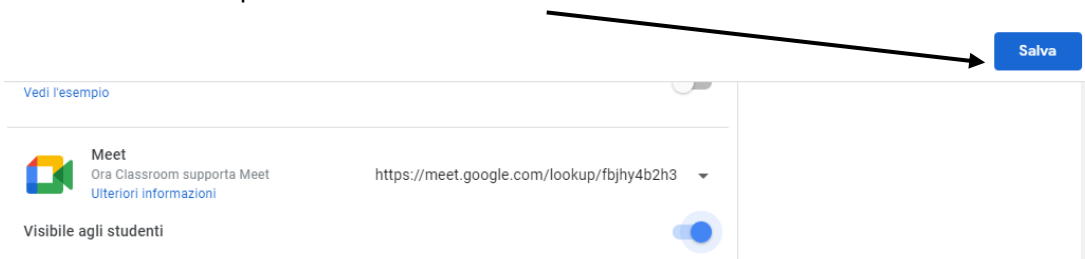 Salva
Vedi l'esempio
Meet
Ora Classroom supporta Meet
https://meet.google.com/lookup/fbjhy4b2h3
Ulteriori informazioni
Visibile agli studenti